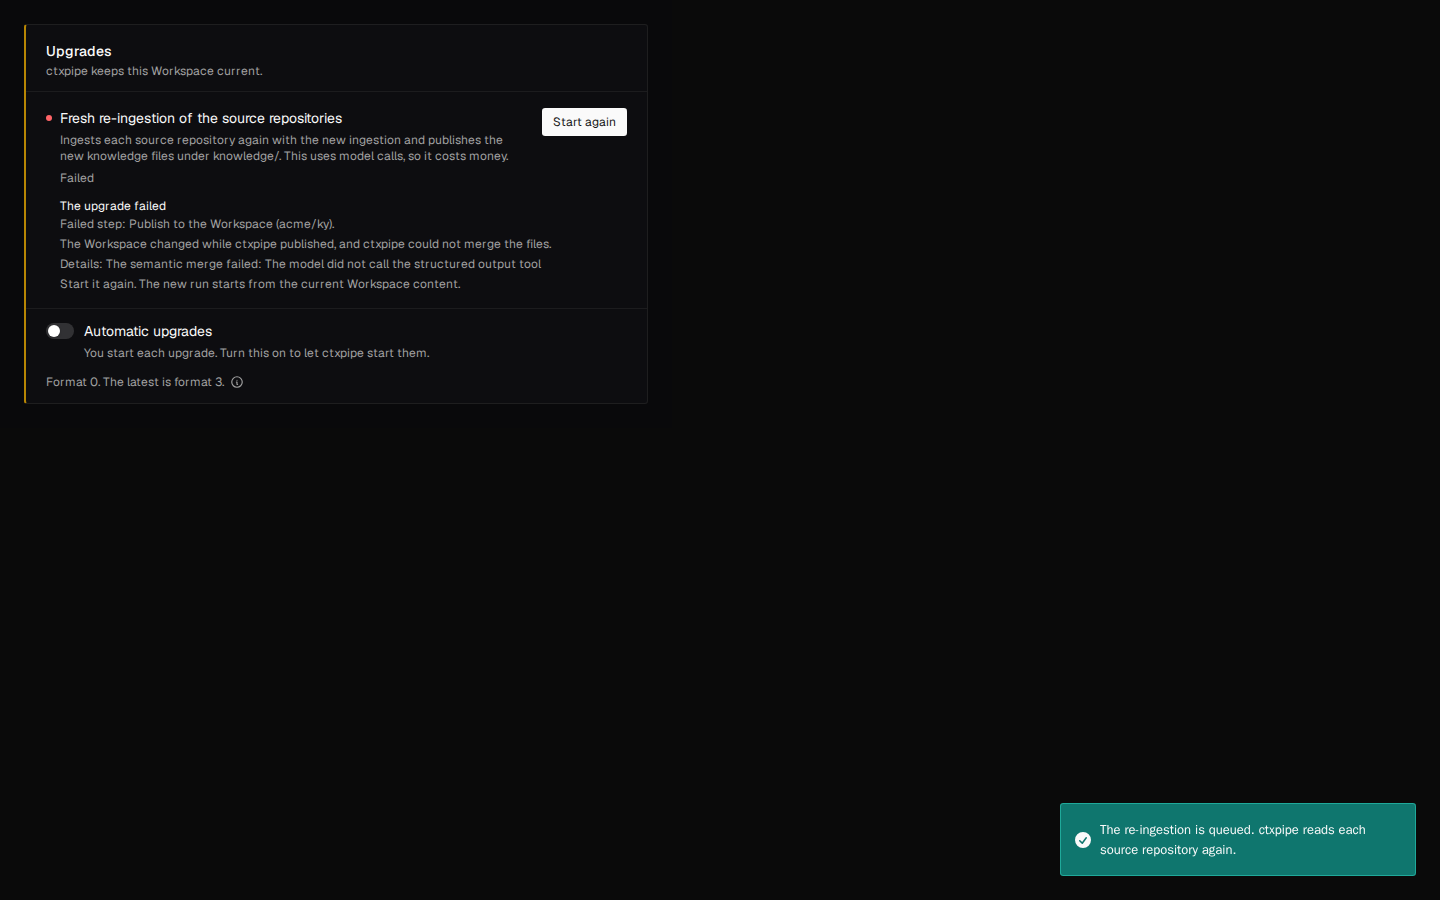 Upgrades
ctxpipe keeps this Workspace current.
Fresh re-ingestion of the source repositories
Start again
Ingests each source repository again with the new ingestion and publishes the
new knowledge files under knowledge/. This uses model calls, so it costs money.
Failed
The upgrade failed
Failed step: Publish to the Workspace (acme/ky).
The Workspace changed while ctxpipe published, and ctxpipe could not merge the files.
Details: The semantic merge failed: The model did not call the structured output tool
Start it again. The new run starts from the current Workspace content.
Automatic upgrades
You start each upgrade. Turn this on to let ctxpipe start them.
Format 0. The latest is format 3.
The re-ingestion is queued. ctxpipe reads each
source repository again.